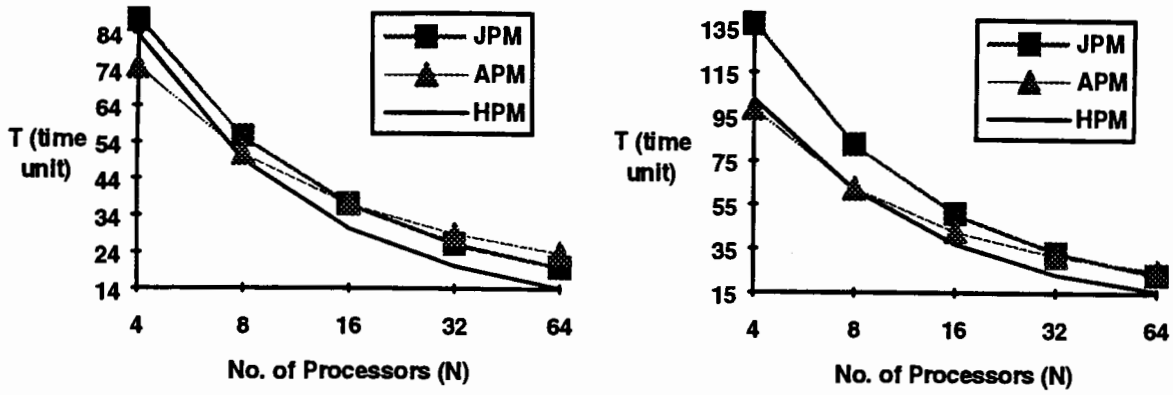 84
74
64
54
44
34
24
14
T (time
unit)
JPM
APM
HPM
4 8 16 32 64
No. of Processors (N)
135
115
95
75
55
35
15
T (time
unit)
JPM
APM
HPM
4 8 16 32 64
No. of Processors (N)